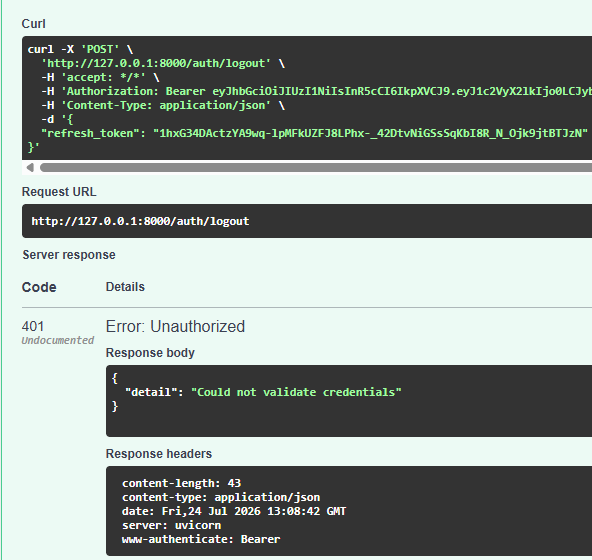 Curl
curl -X 'POST' \
'http://127.0.0.1:8000/auth/logout' \
-H 'accept: */*' \
-H 'Authorization: Bearer eyJhbGciOiJIUzI1NiIsInR5cCI6IkpXVCJ9.eyJ1c2VyX2lkIjo0LCJyb
-H 'Content-Type: application/json' \
-d '{
"refresh_token": "1hxG34DActzYA9wq-lpMFkUZFJ8LPhx-_42DtvNiGSsSqKbI8R_N_Ojk9jtBTJzN"
}'
Request URL
http://127.0.0.1:8000/auth/logout
Server response
Code Details
401 Error: Unauthorized
Undocumented
Response body
{
"detail": "Could not validate credentials"
}
Response headers
content-length: 43
content-type: application/json
date: Fri,24 Jul 2026 13:08:42 GMT
server: uvicorn
www-authenticate: Bearer